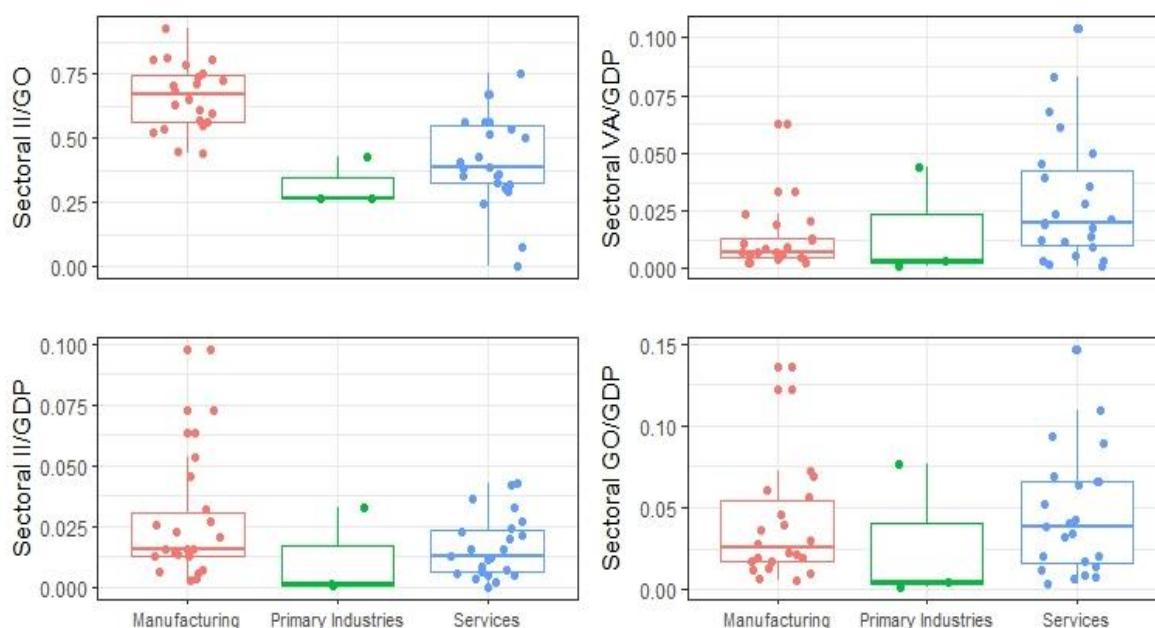 Sectoral II/GO
0.75
0.50
0.25
0.00
Sectoral VA/GDP
0.100
0.075
0.050
0.025
0.000
Sectoral II/GDP
0.100
0.075
0.050
0.025
0.000
Manufacturing
Primary Industries
Services
Sectoral GO/GDP
0.15
0.10
0.05
0.00
Manufacturing
Primary Industries
Services